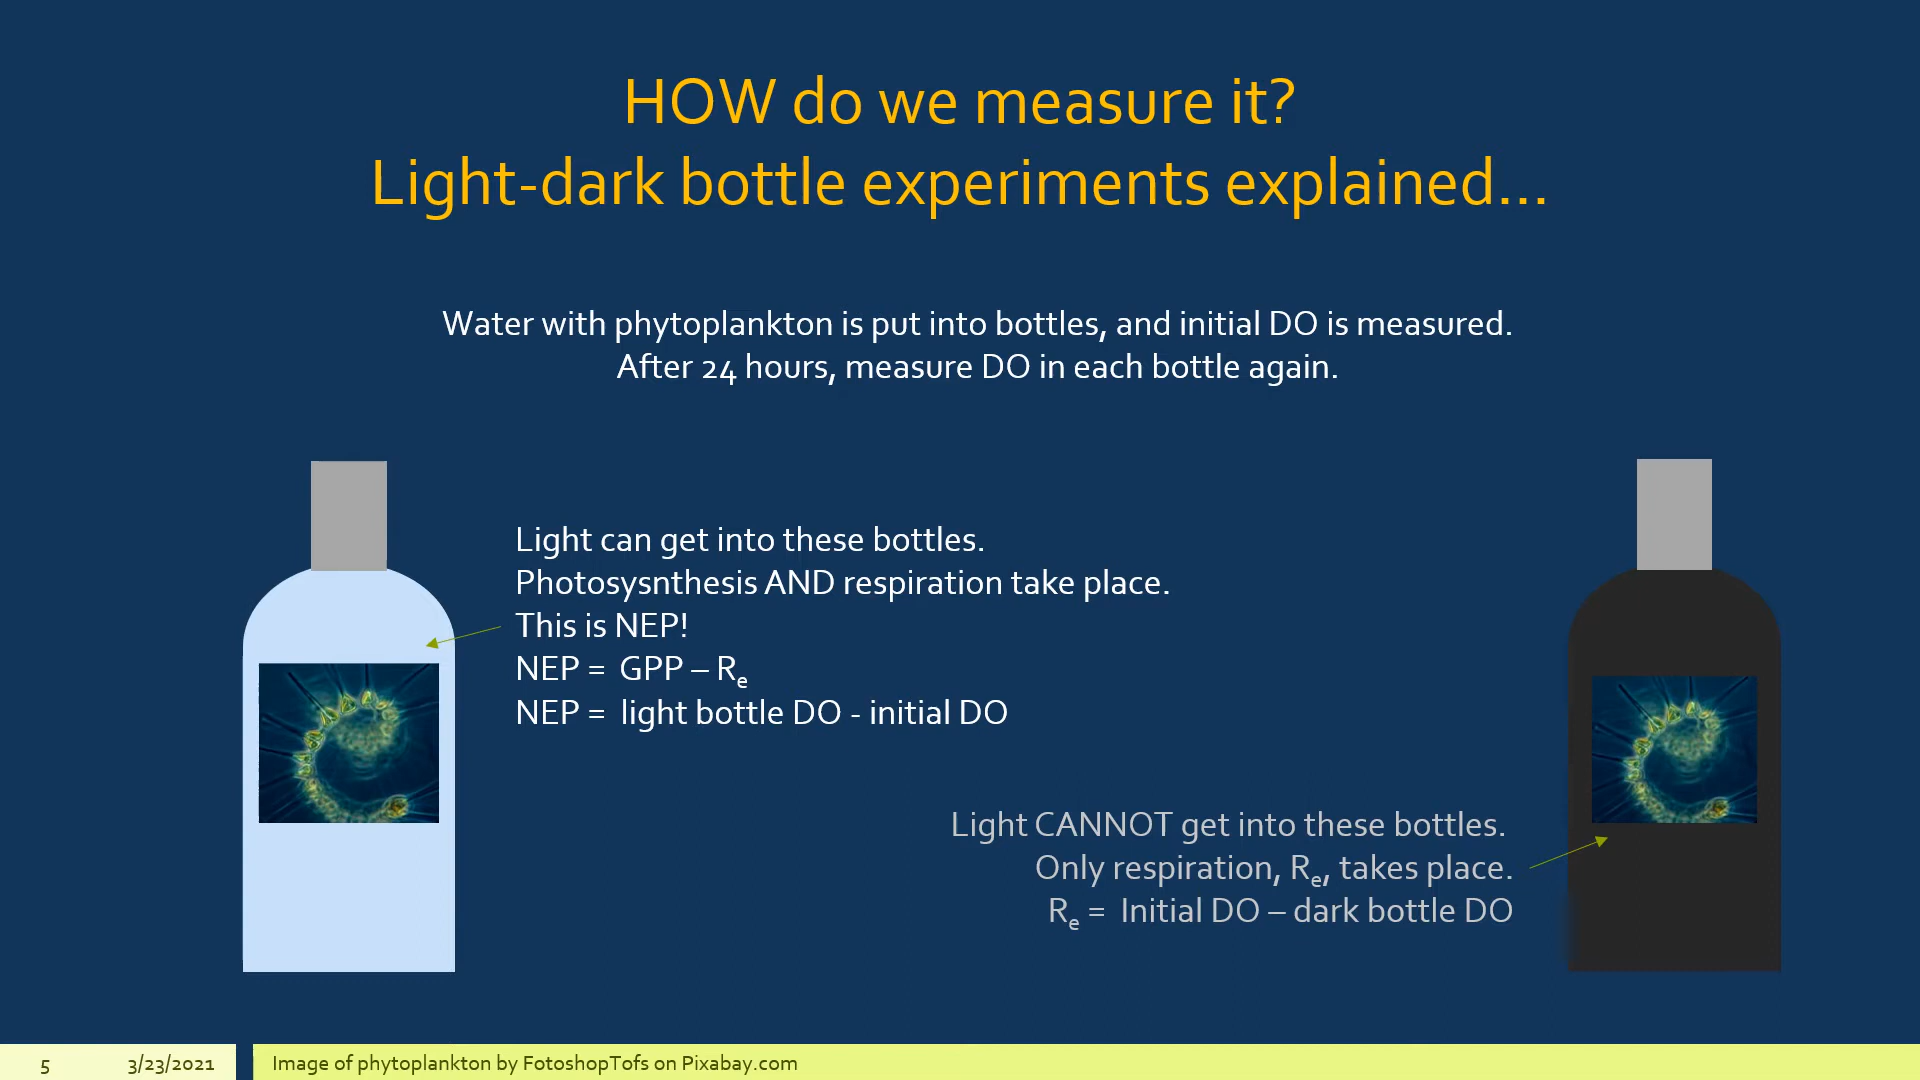 HOW do we measure it?
Light-dark bottle experiments explained...
Water with phytoplankton is put into bottles, and initial DO is measured.
After 24 hours, measure DO in each bottle again.
Light can get into these bottles.
Photosysnthesis AND respiration take place.
This is NEP!
NEP = GPP – Re
NEP = light bottle DO - initial DO
Light CANNOT get into these bottles.
Only respiration, Re, takes place.
Re = Initial DO – dark bottle DO
5 3/23/2021 Image of phytoplankton by FotoshopTofs on Pixabay.com